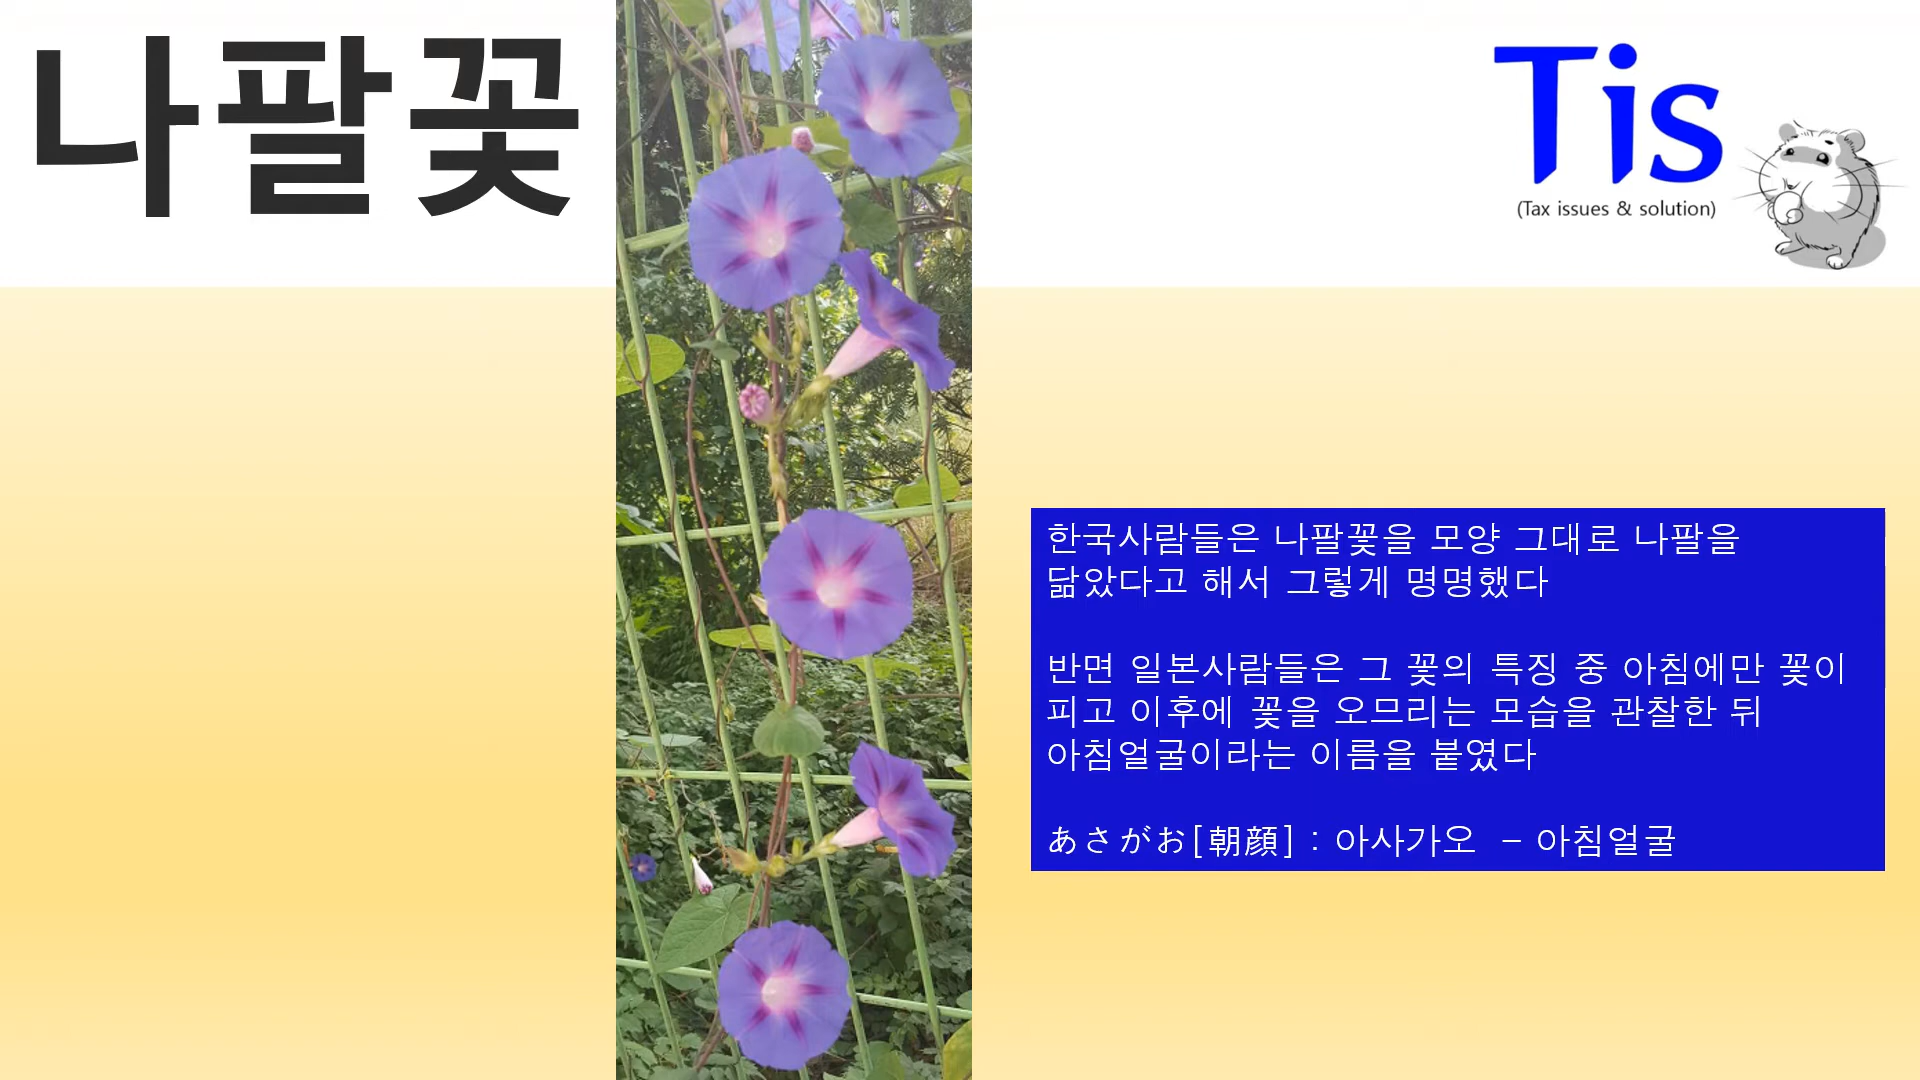 나팔꽃
Tis
(Tax issues & solution)
한국사람들은 나팔꽃을 모양 그대로 나팔을
닮았다고 해서 그렇게 명명했다
반면 일본사람들은 그 꽃의 특징 중 아침에만 꽃이
피고 이후에 꽃을 오므리는 모습을 관찰한 뒤
아침얼굴이라는 이름을 붙였다
あさがお[朝顔] : 아사가오 – 아침얼굴